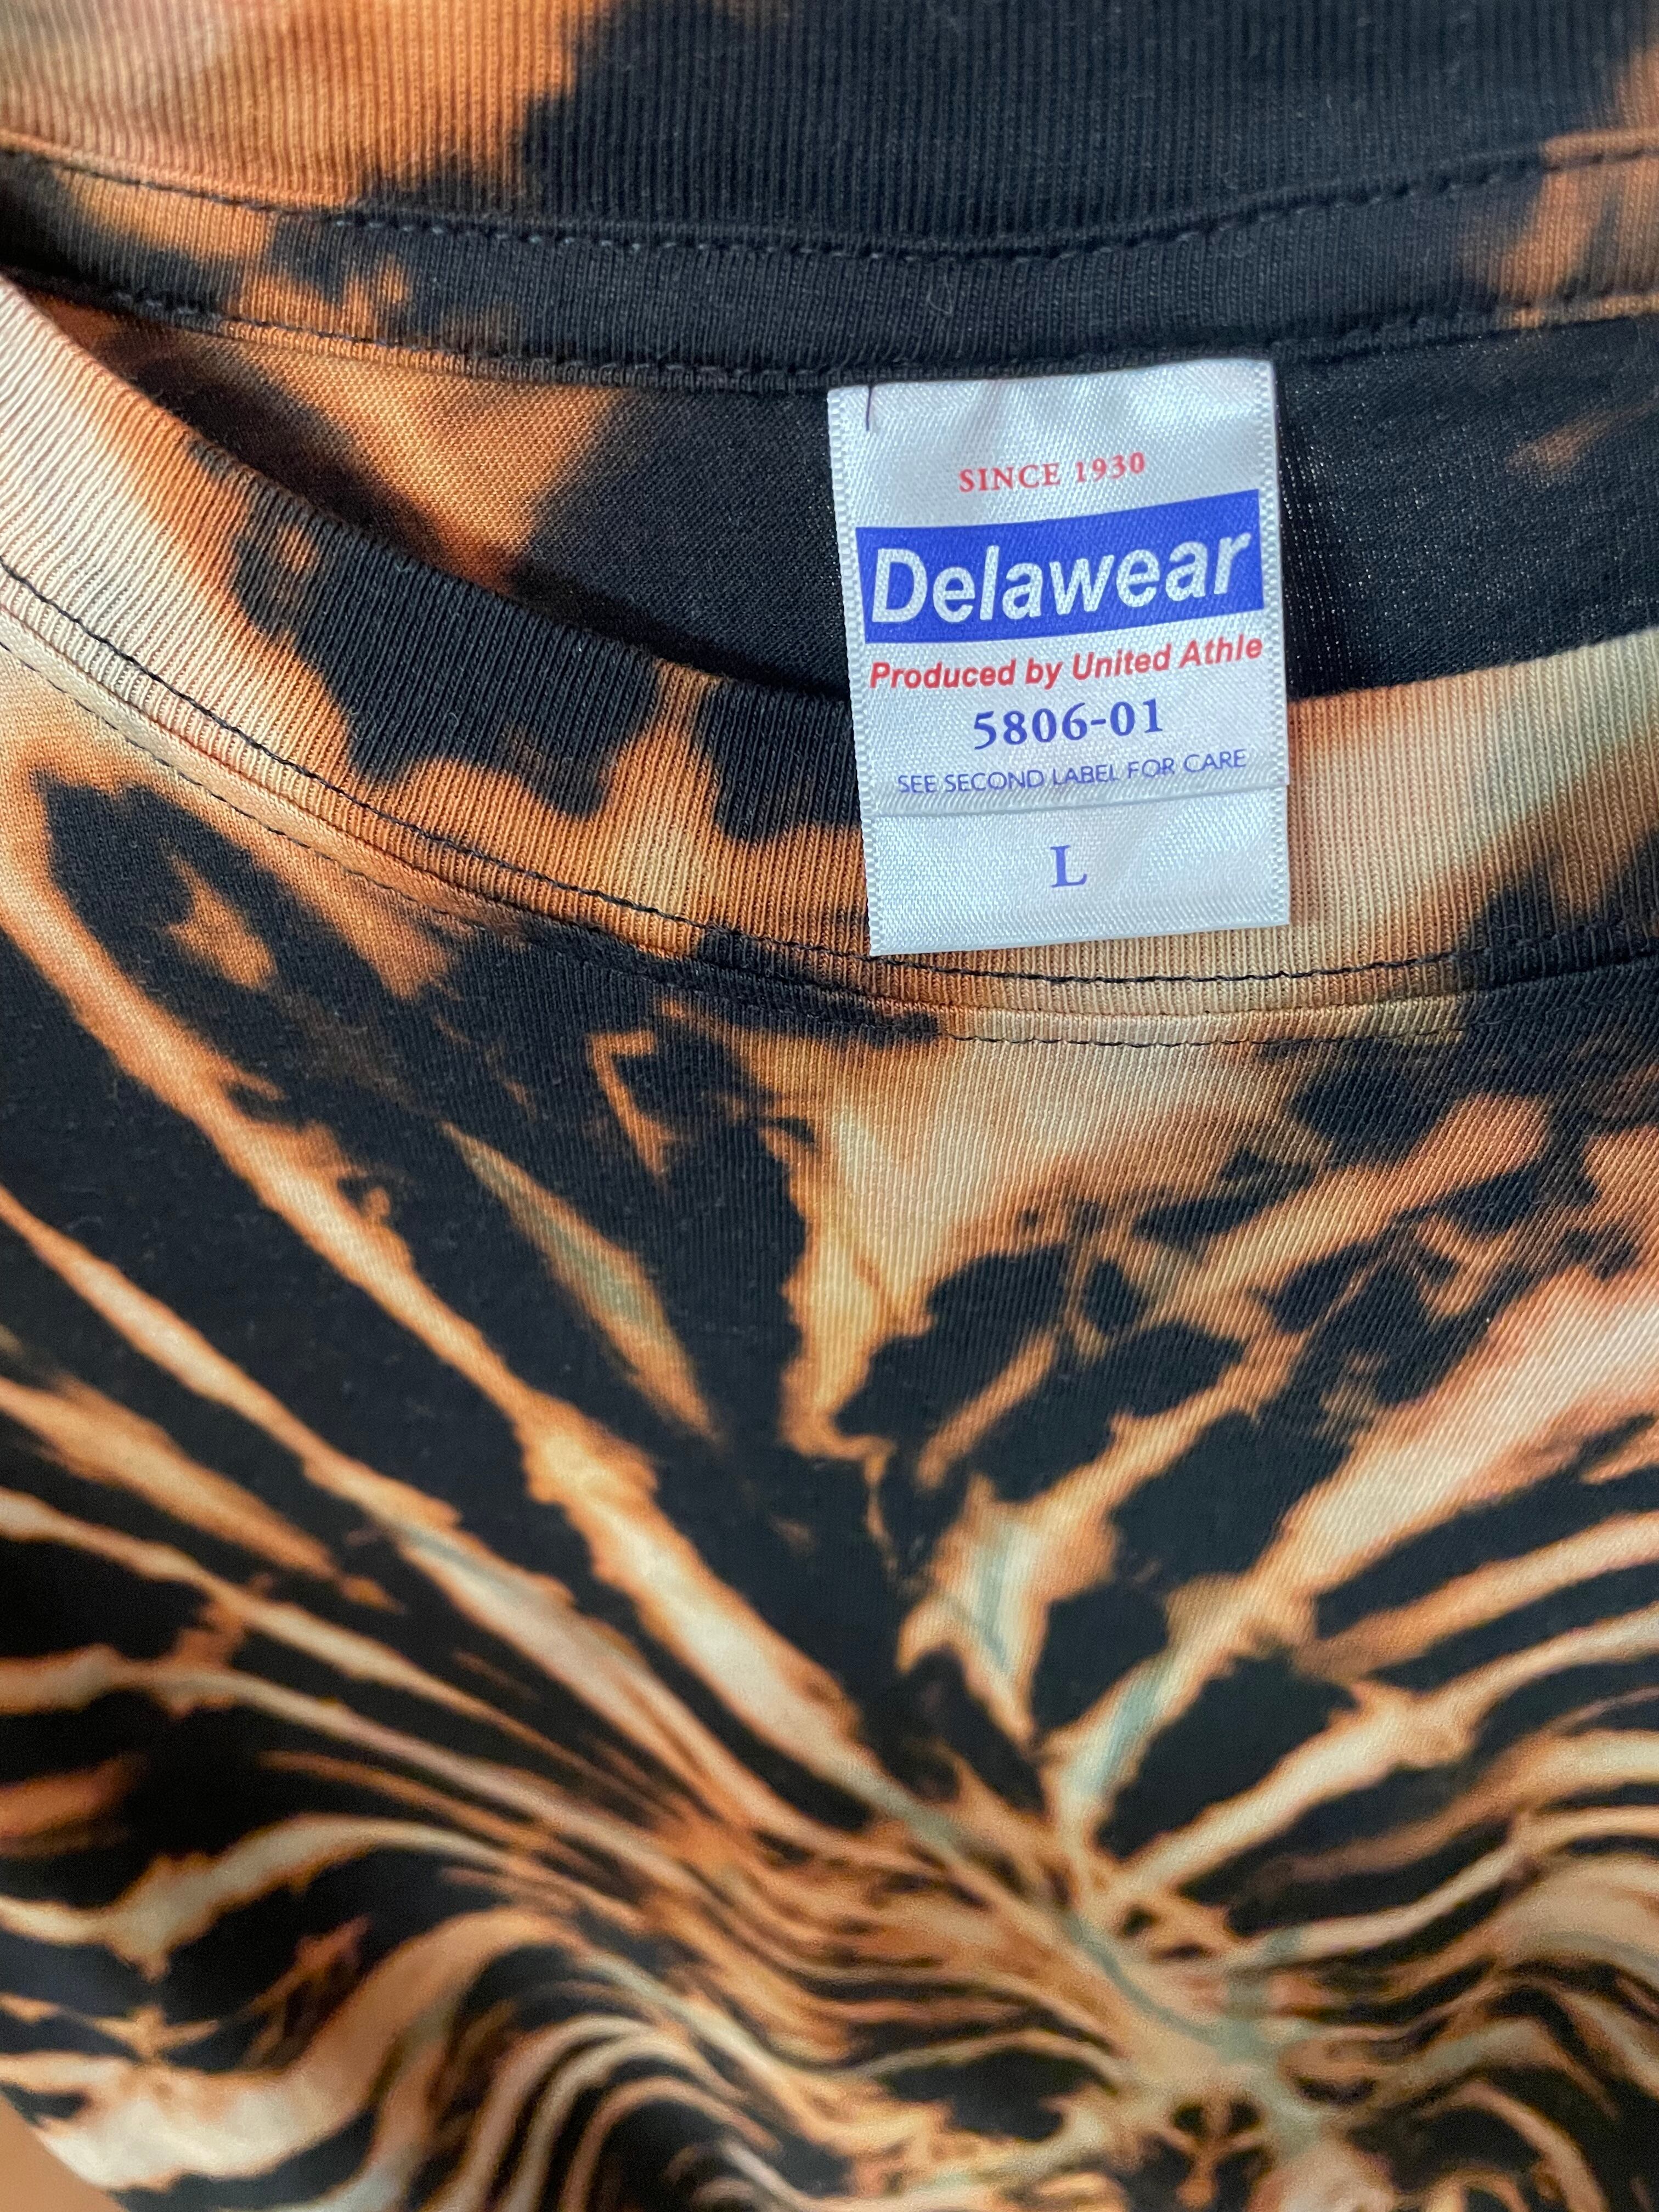 SINCE 1930
Delawear
Produced by United Athle
5806-01
SEE SECOND LABEL FOR CARE
L